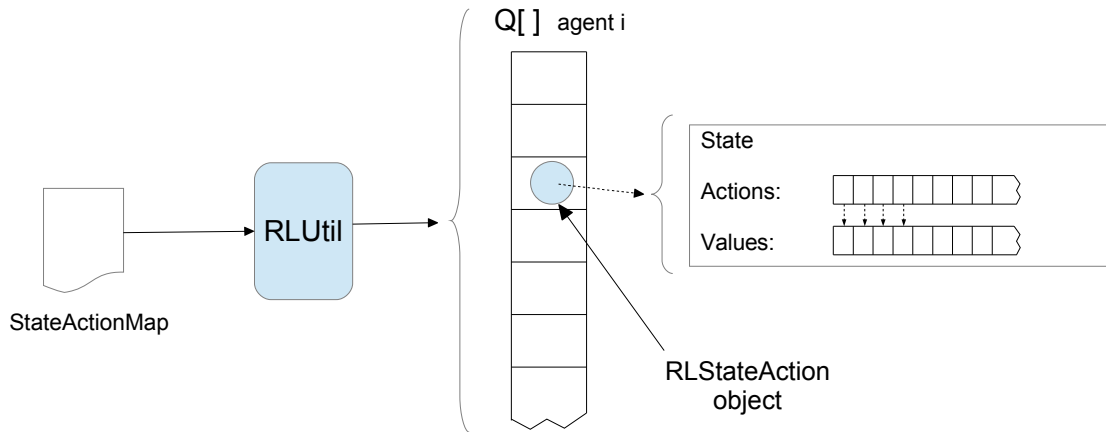 Q[ ] agent i
State
Actions:
RLUtil
Values:
StateActionMap
RLStateAction
object